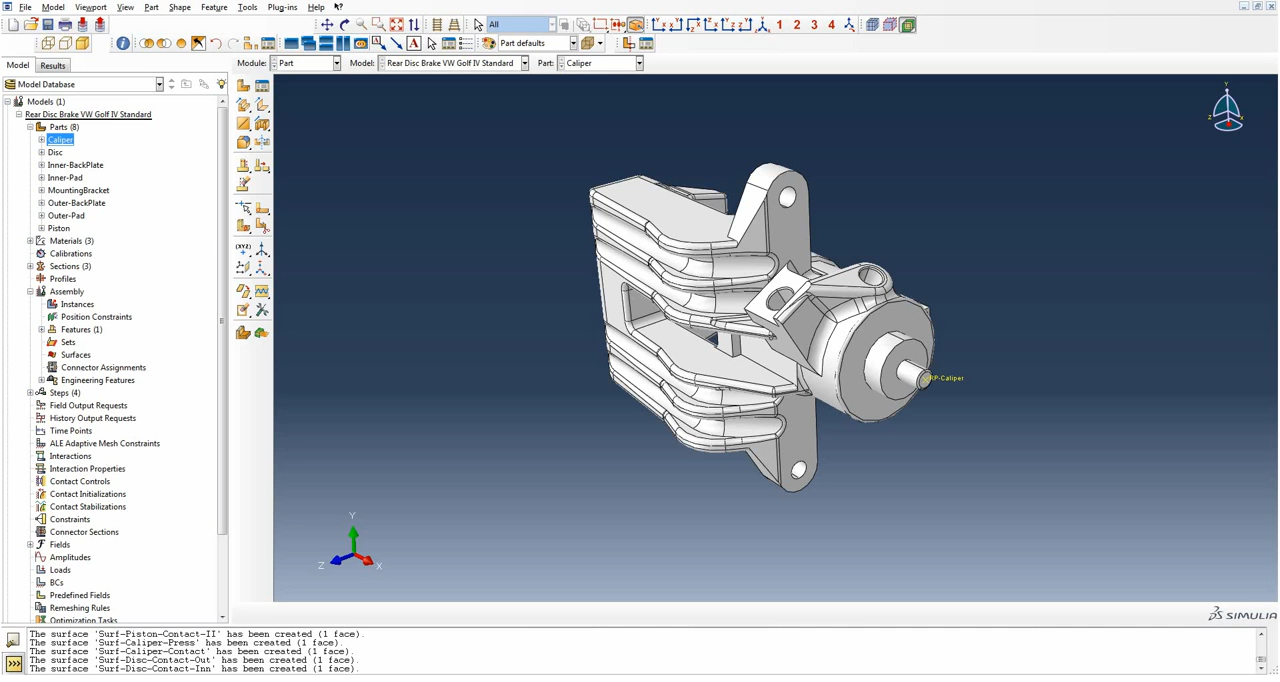 File Model Viewport View Part Shape Feature Tools Plug-ins Help
All
1 2 3 4
Part defaults
Model Results
Module: Part Model: Rear Disc Brake VW Golf IV Standard Part: Caliper
Model Database
Models (1)
Rear Disc Brake VW Golf IV Standard
Parts (8)
Caliper
Disc
Inner-BackPlate
Inner-Pad
MountingBracket
Outer-BackPlate
Outer-Pad
Piston
Materials (3)
Calibrations
Sections (3)
Profiles
Assembly
Instances
Position Constraints
Features (1)
Sets
Surfaces
Connector Assignments
Engineering Features
Steps (4)
Field Output Requests
History Output Requests
Time Points
ALE Adaptive Mesh Constraints
Interactions
Interaction Properties
Contact Controls
Contact Initializations
Contact Stabilizations
Constraints
Connector Sections
Fields
Amplitudes
Loads
BCs
Predefined Fields
Remeshing Rules
Optimization Tasks
(XYZ)
RP-Caliper
Y
Z
X
Y
Z
X
SIMULIA
The surface 'Surf-Piston-Contact-II' has been created (1 face).
The surface 'Surf-Caliper-Press' has been created (1 face).
The surface 'Surf-Caliper-Contact' has been created (1 face).
The surface 'Surf-Disc-Contact-Out' has been created (1 face).
The surface 'Surf-Disc-Contact-Inn' has been created (1 face).